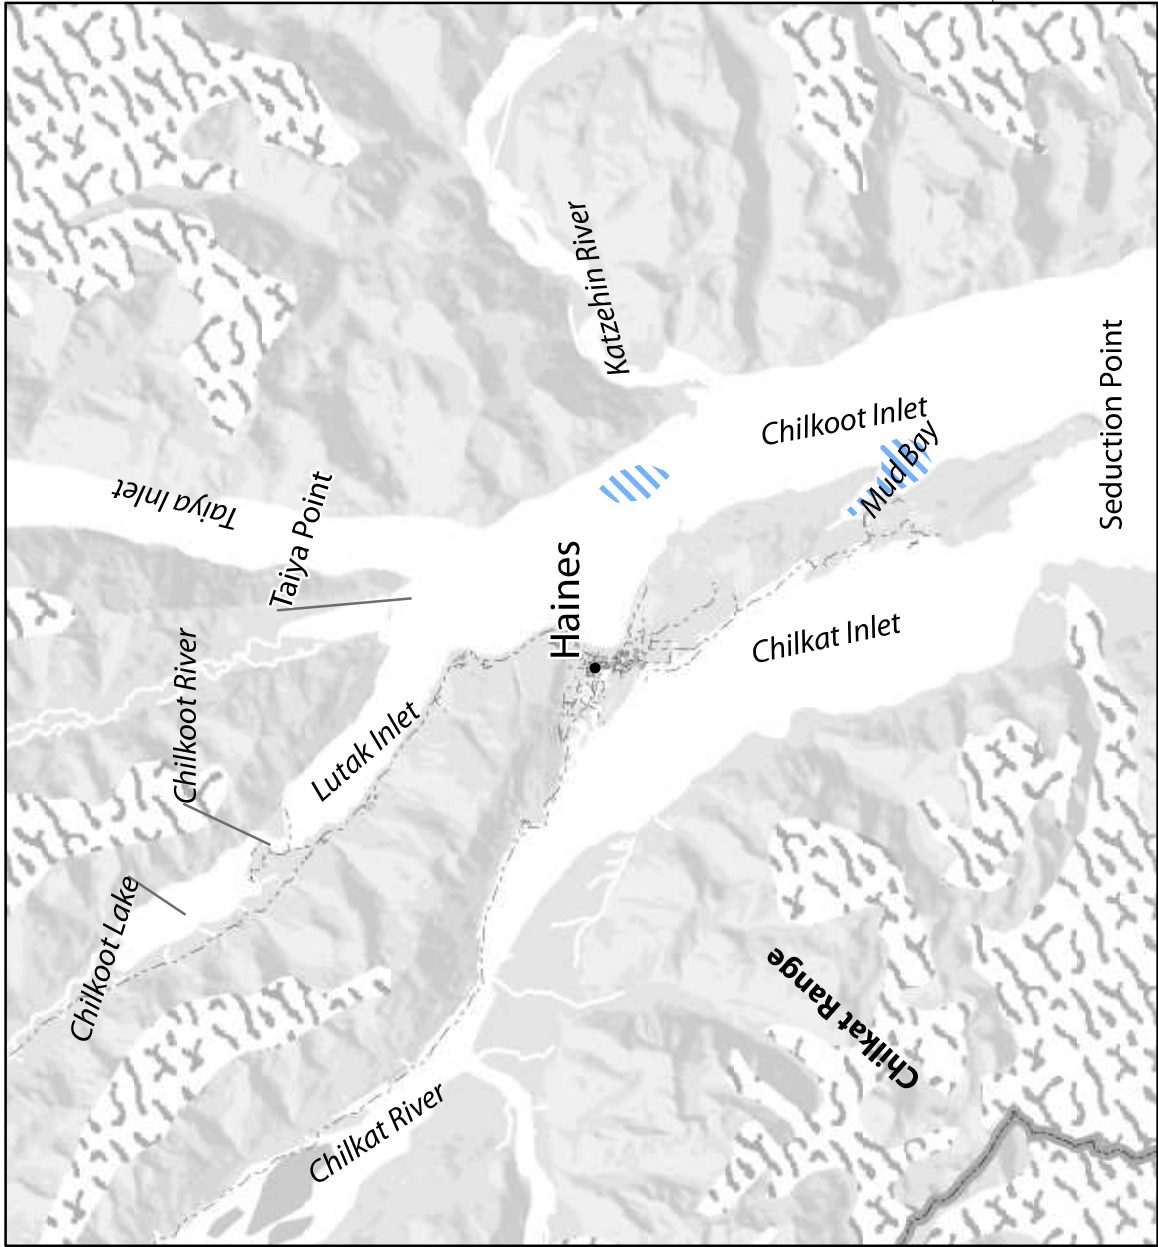 Katzehin River
Chilkoot Inlet
Seduction Point
Mud Bay
Taiya Inlet
Taiya Point
Haines
Chilkat Inlet
Chilkoot River
Lutak Inlet
Chilkoot Lake
Chilkat Range
Chilkat River